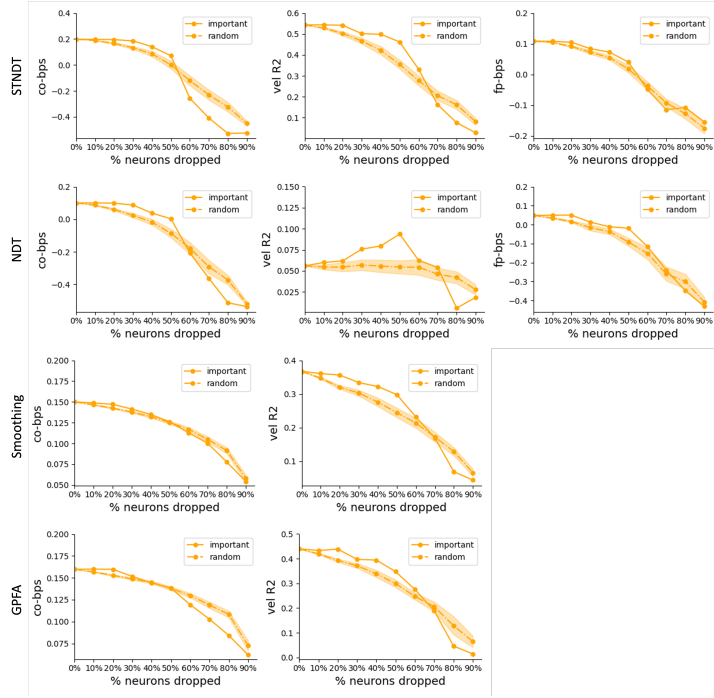 STNDT
co-bps
0.4
0.2
0.0
−0.2
−0.4
important
random
0% 10% 20% 30% 40% 50% 60% 70% 80% 90%
% neurons dropped
vel R2
0.6
0.5
0.4
0.3
0.2
0.1
important
random
0% 10% 20% 30% 40% 50% 60% 70% 80% 90%
% neurons dropped
fp-bps
0.2
0.1
0.0
−0.1
−0.2
important
random
0% 10% 20% 30% 40% 50% 60% 70% 80% 90%
% neurons dropped
NDT
co-bps
0.2
0.0
−0.2
−0.4
important
random
0% 10% 20% 30% 40% 50% 60% 70% 80% 90%
% neurons dropped
vel R2
0.150
0.125
0.100
0.075
0.050
0.025
important
random
0% 10% 20% 30% 40% 50% 60% 70% 80% 90%
% neurons dropped
fp-bps
0.2
0.1
0.0
−0.1
−0.2
−0.3
−0.4
important
random
0% 10% 20% 30% 40% 50% 60% 70% 80% 90%
% neurons dropped
Smoothing
co-bps
0.200
0.175
0.150
0.125
0.100
0.075
0.050
important
random
0% 10% 20% 30% 40% 50% 60% 70% 80% 90%
% neurons dropped
vel R2
0.4
0.3
0.2
0.1
important
random
0% 10% 20% 30% 40% 50% 60% 70% 80% 90%
% neurons dropped
GPFA
co-bps
0.200
0.175
0.150
0.125
0.100
0.075
important
random
0% 10% 20% 30% 40% 50% 60% 70% 80% 90%
% neurons dropped
vel R2
0.5
0.4
0.3
0.2
0.1
0.0
important
random
0% 10% 20% 30% 40% 50% 60% 70% 80% 90%
% neurons dropped